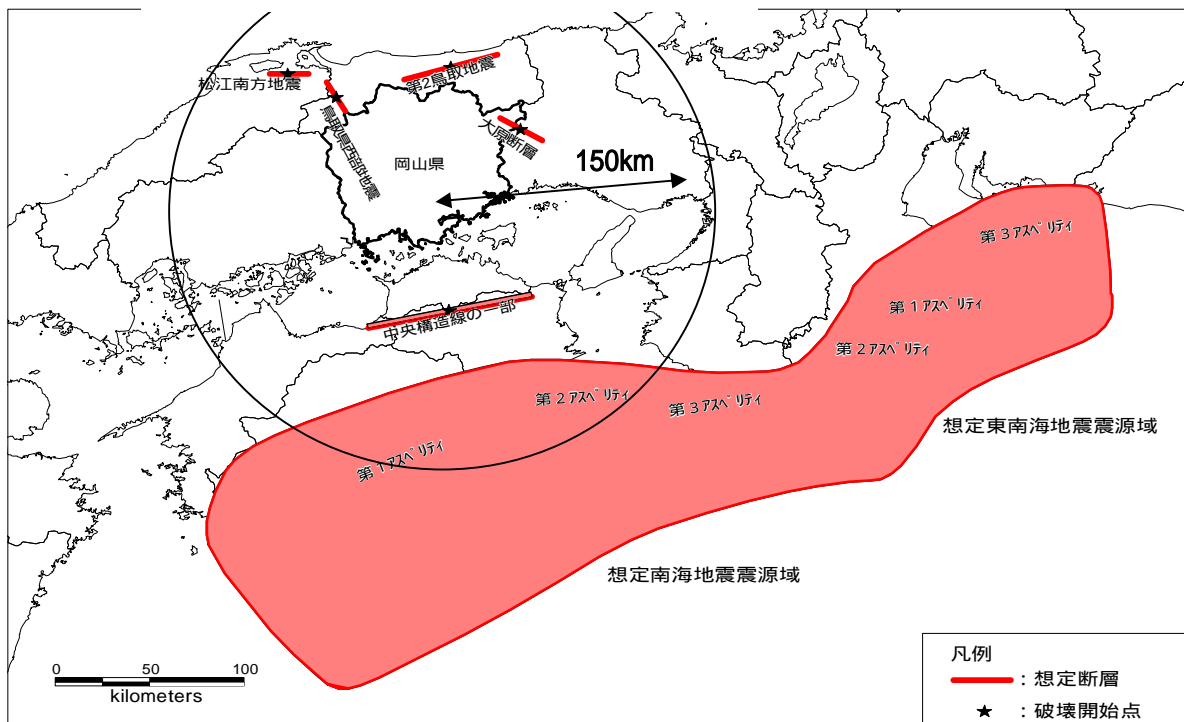 松江南方地震
第2鳥取地震
鳥取県西部地震
大原断層
岡山県
150km
中央構造線の一部
第３ｱｽﾍﾟﾘﾃｨ
第１ｱｽﾍﾟﾘﾃｨ
第２ｱｽﾍﾟﾘﾃｨ
第２ｱｽﾍﾟﾘﾃｨ
第３ｱｽﾍﾟﾘﾃｨ
第１ｱｽﾍﾟﾘﾃｨ
想定東南海地震震源域
想定南海地震震源域
0 50 100
kilometers
凡例
：想定断層
：破壊開始点